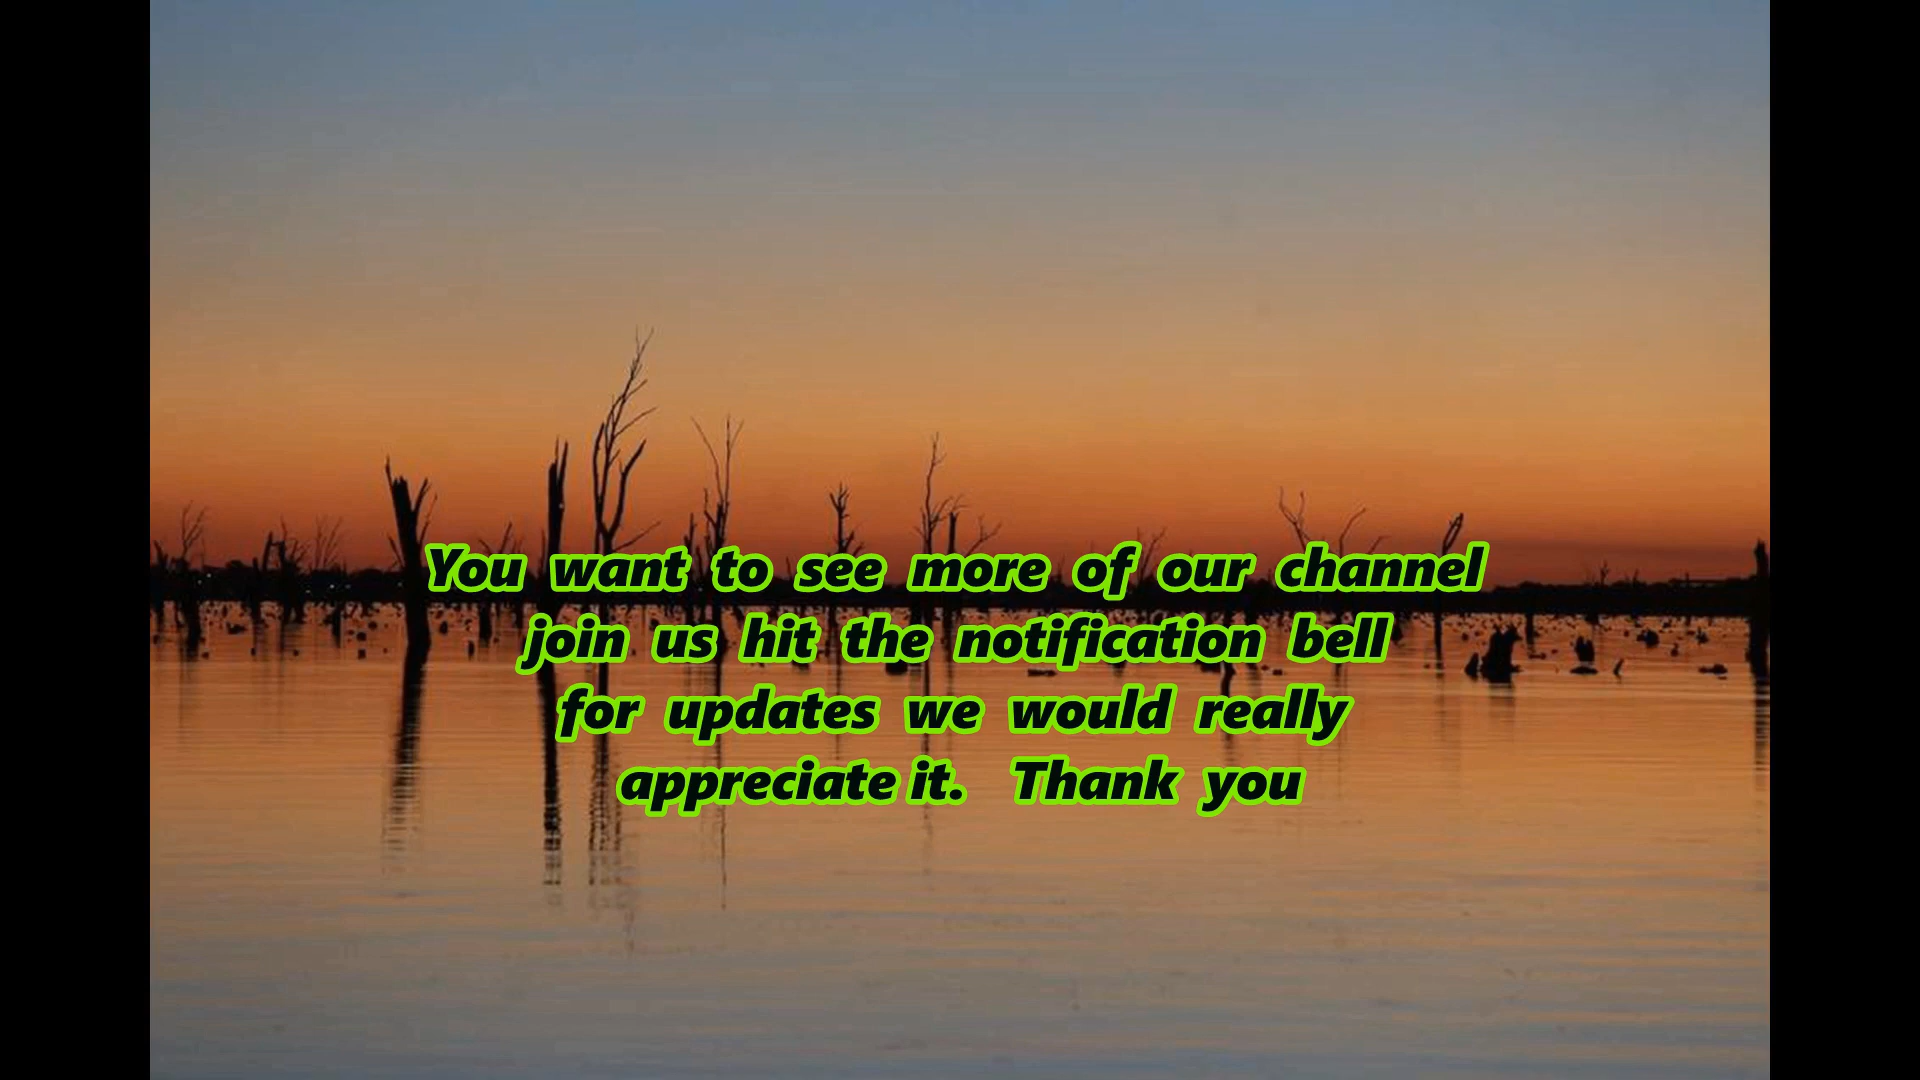 You want to see more of our channel
join us hit the notification bell
for updates we would really
appreciate it. Thank you